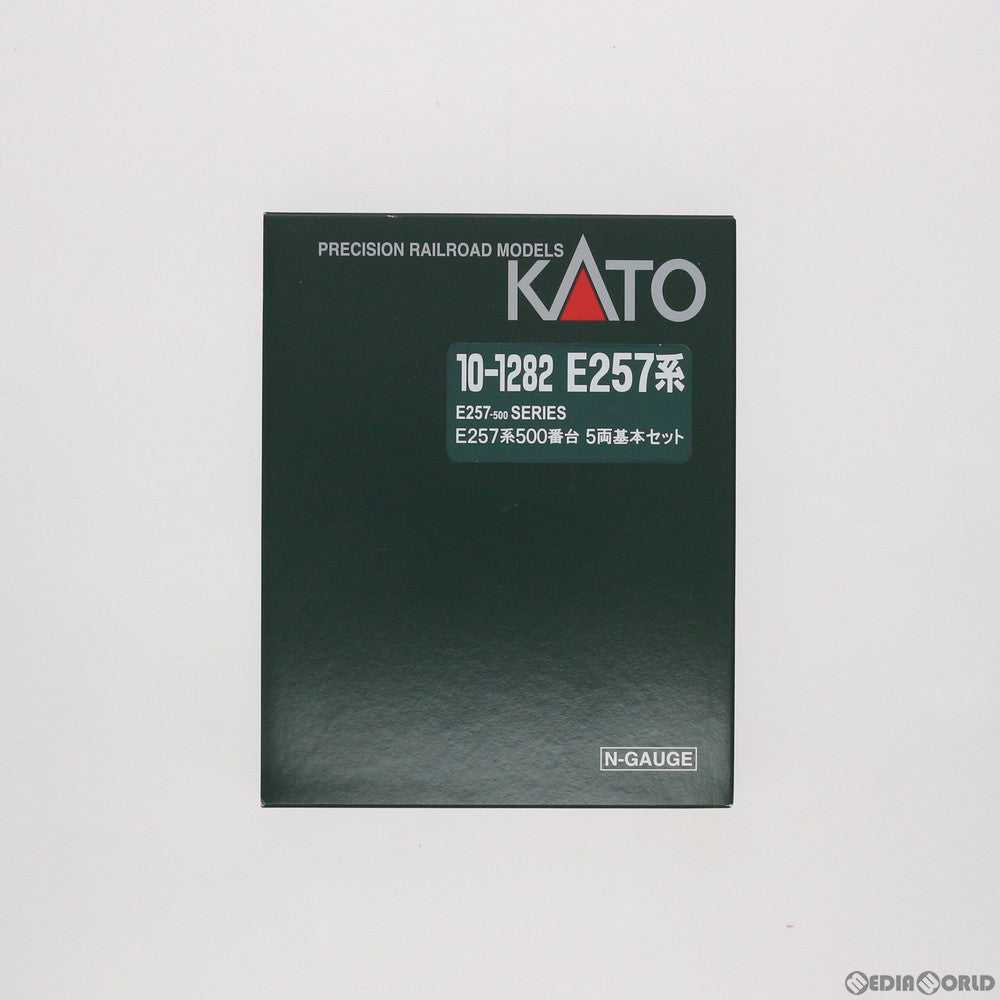 PRECISION RAILROAD MODELS
KATO
10-1282 E257系
E257-500 SERIES
E257系500番台 5両基本セット
N-GAUGE
MEDIAWORLD